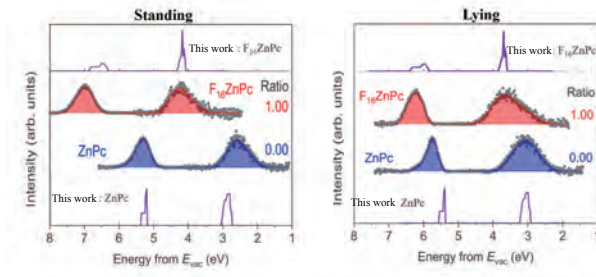 Standing
This work : F₁₆ZnPc
F₁₆ZnPc
Ratio
1.00
ZnPc
0.00
This work : ZnPc
Intensity (arb. units)
8 7 6 5 4 3 2 1
Energy from Evac (eV)
Lying
This work : F₁₆ZnPc
F₁₆ZnPc
Ratio
1.00
ZnPc
0.00
This work : ZnPc
Intensity (arb. units)
8 7 6 5 4 3 2 1
Energy from Evac (eV)